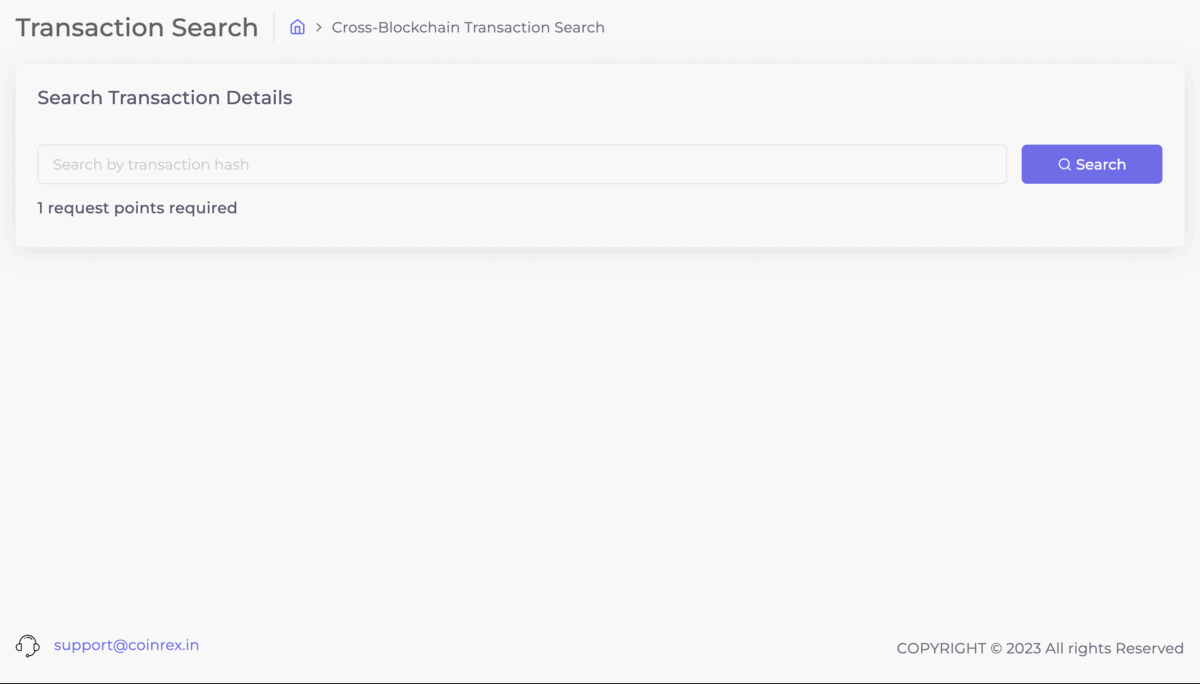 Transaction Search
Cross-Blockchain Transaction Search
Search Transaction Details
Search by transaction hash
Search
1 request points required
support@coinrex.in
COPYRIGHT © 2023 All rights Reserved